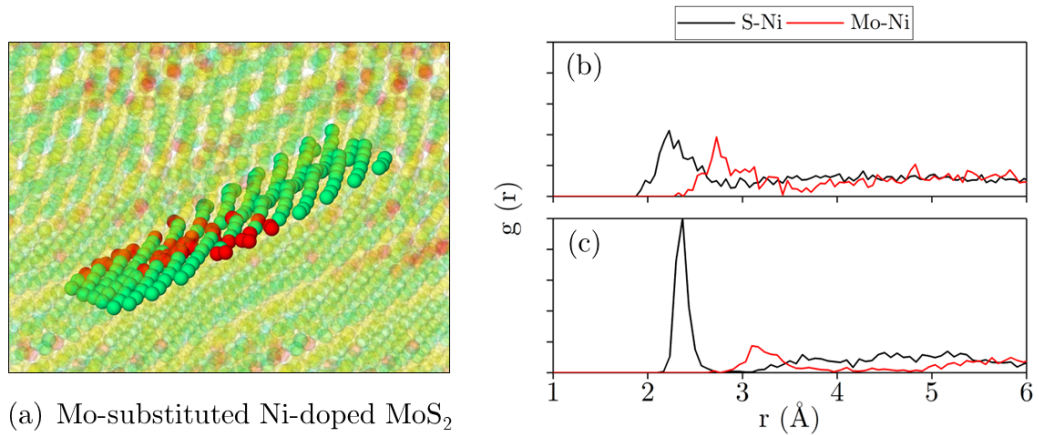 S-Ni Mo-Ni
(b)
(c)
g (r)
1 2 3 4 5 6
r (Å)
(a) Mo-substituted Ni-doped MoS₂